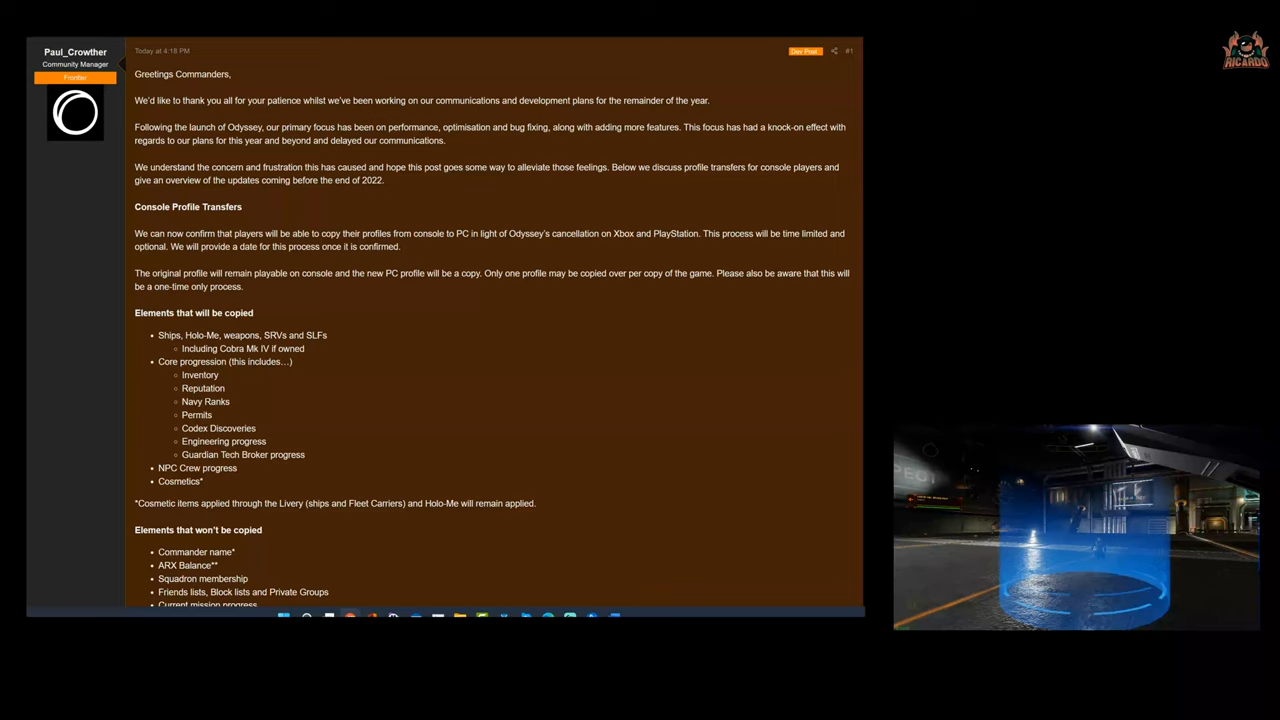 Paul_Crowther
Community Manager
Frontier
Today at 4:18 PM
Dev Post
#1
Greetings Commanders,
We'd like to thank you all for your patience whilst we've been working on our communications and development plans for the remainder of the year.
Following the launch of Odyssey, our primary focus has been on performance, optimisation and bug fixing, along with adding more features. This focus has had a knock-on effect with
regards to our plans for this year and beyond and delayed our communications.
We understand the concern and frustration this has caused and hope this post goes some way to alleviate those feelings. Below we discuss profile transfers for console players and
give an overview of the updates coming before the end of 2022.
Console Profile Transfers
We can now confirm that players will be able to copy their profiles from console to PC in light of Odyssey's cancellation on Xbox and PlayStation. This process will be time limited and
optional. We will provide a date for this process once it is confirmed.
The original profile will remain playable on console and the new PC profile will be a copy. Only one profile may be copied over per copy of the game. Please also be aware that this will
be a one-time only process.
Elements that will be copied
• Ships, Holo-Me, weapons, SRVs and SLFs
○ Including Cobra Mk IV if owned
• Core progression (this includes…)
○ Inventory
○ Reputation
○ Navy Ranks
○ Permits
○ Codex Discoveries
○ Engineering progress
○ Guardian Tech Broker progress
• NPC Crew progress
• Cosmetics*
*Cosmetic items applied through the Livery (ships and Fleet Carriers) and Holo-Me will remain applied.
Elements that won't be copied
• Commander name*
• ARX Balance**
• Squadron membership
• Friends lists, Block lists and Private Groups
• Current mission progress
RICARDO